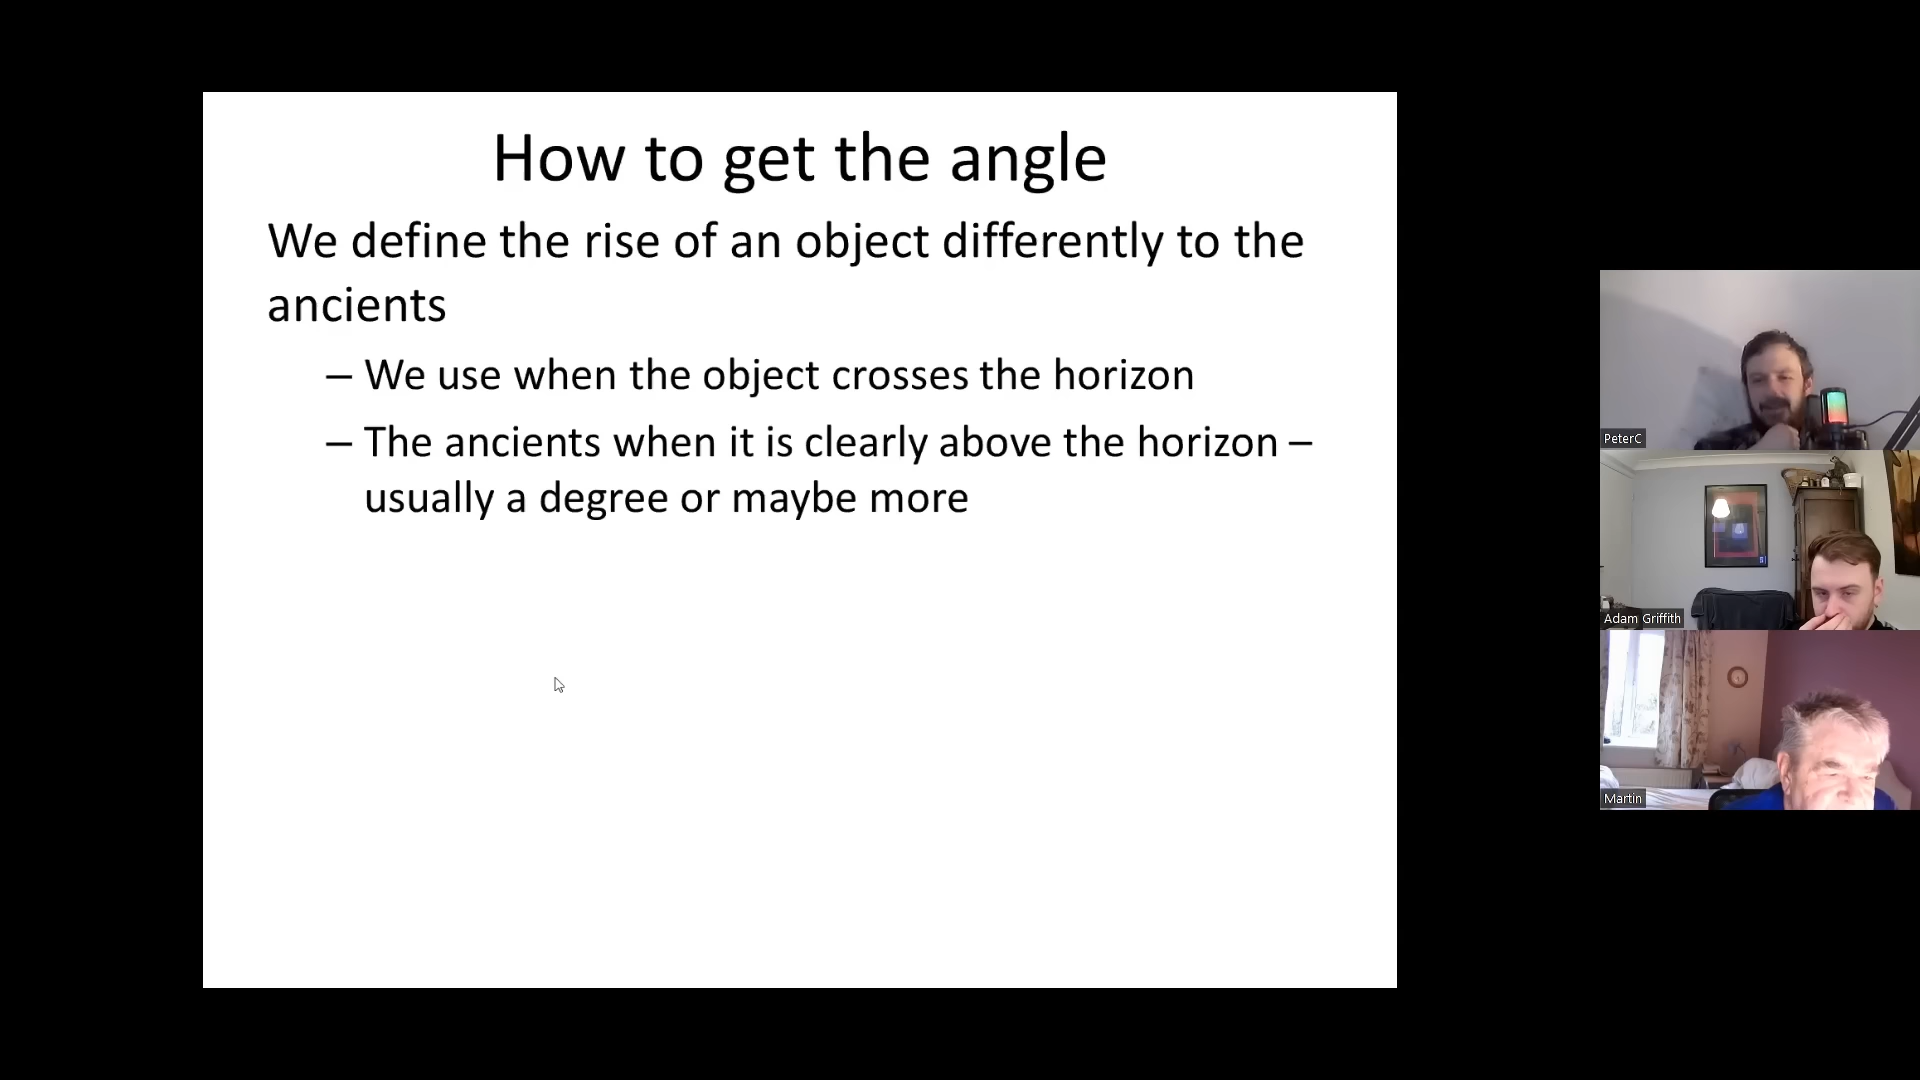 How to get the angle
We define the rise of an object differently to the
ancients
– We use when the object crosses the horizon
– The ancients when it is clearly above the horizon –
usually a degree or maybe more
PeterC
Adam Griffith
Martin